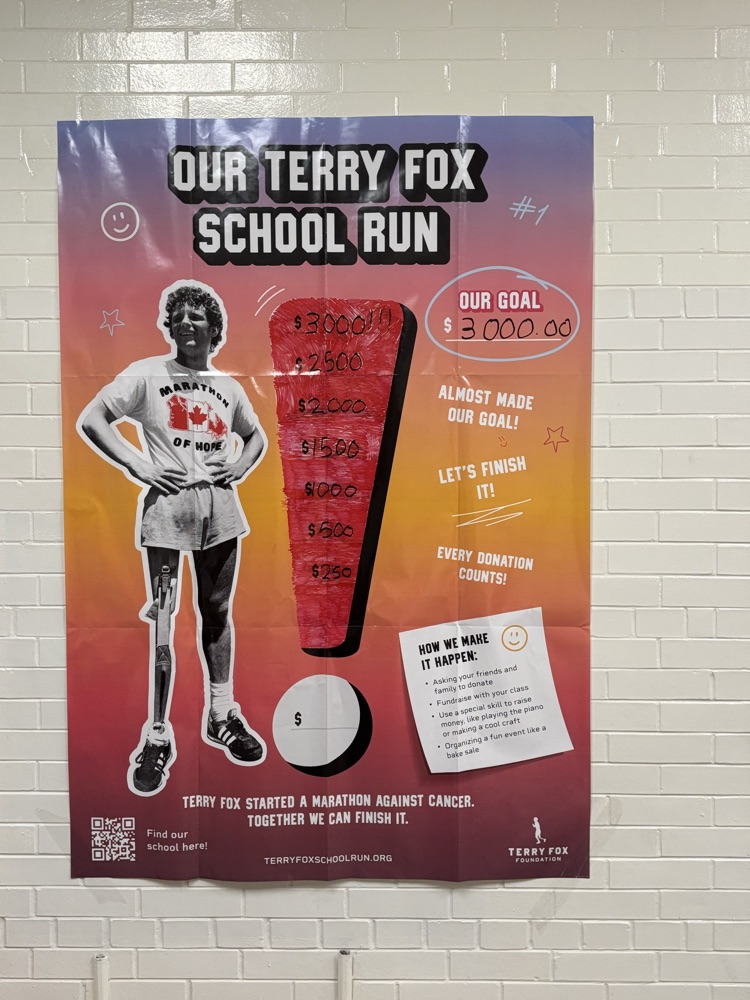 OUR TERRY FOX
SCHOOL RUN
#1
OUR GOAL
$ 3 000.00
MARATHON
OF HOPE
$3000!!!
$2500
$2000
$1500
$1000
$500
$250
$
ALMOST MADE
OUR GOAL!
LET'S FINISH
IT!
EVERY DONATION
COUNTS!
HOW WE MAKE
IT HAPPEN:
• Asking your friends and
family to donate
• Fundraise with your class
• Use a special skill to raise
money, like playing the piano
or making a cool craft
• Organizing a fun event like a
bake sale
TERRY FOX STARTED A MARATHON AGAINST CANCER.
TOGETHER WE CAN FINISH IT.
Find our
school here!
TERRYFOXSCHOOLRUN.ORG
TERRY FOX
FOUNDATION